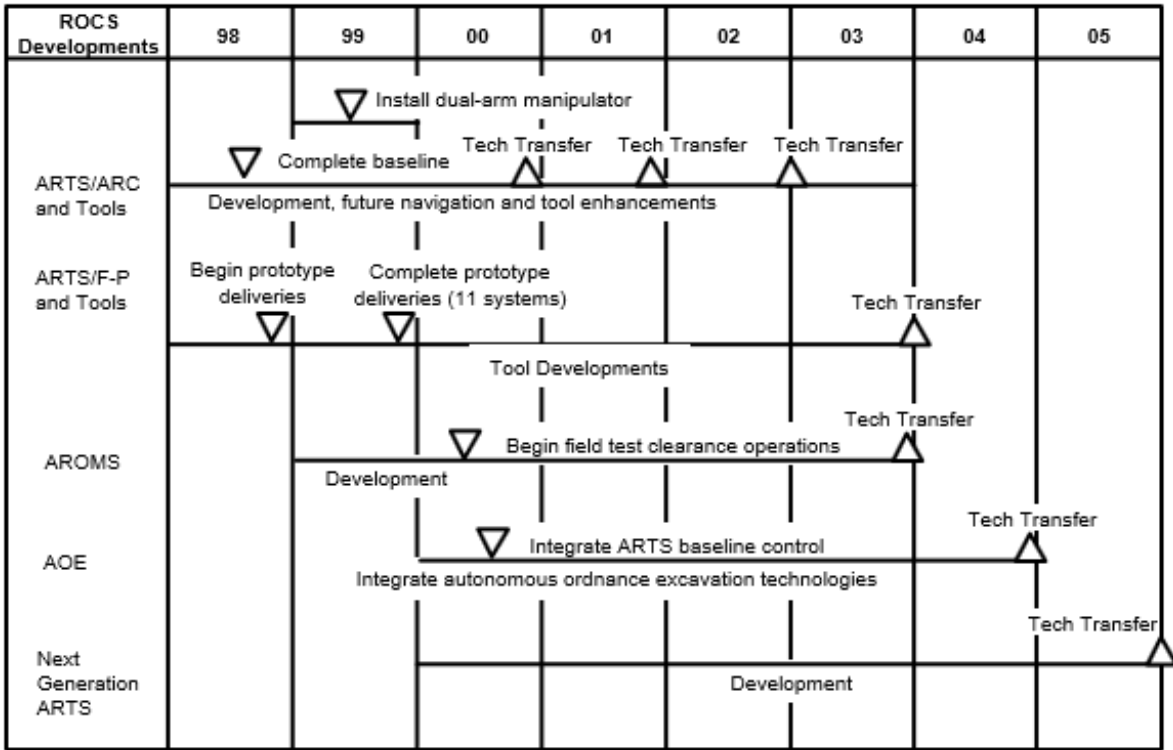 ROCS
Developments
98
99
00
01
02
03
04
05
Install dual-arm manipulator
Complete baseline
Tech Transfer
Tech Transfer
Tech Transfer
ARTS/ARC
and Tools
Development, future navigation and tool enhancements
ARTS/F-P
and Tools
Begin prototype
deliveries
Complete prototype
deliveries (11 systems)
Tech Transfer
Tool Developments
Tech Transfer
AROMS
Begin field test clearance operations
Development
Tech Transfer
AOE
Integrate ARTS baseline control
Integrate autonomous ordnance excavation technologies
Tech Transfer
Next
Generation
ARTS
Development